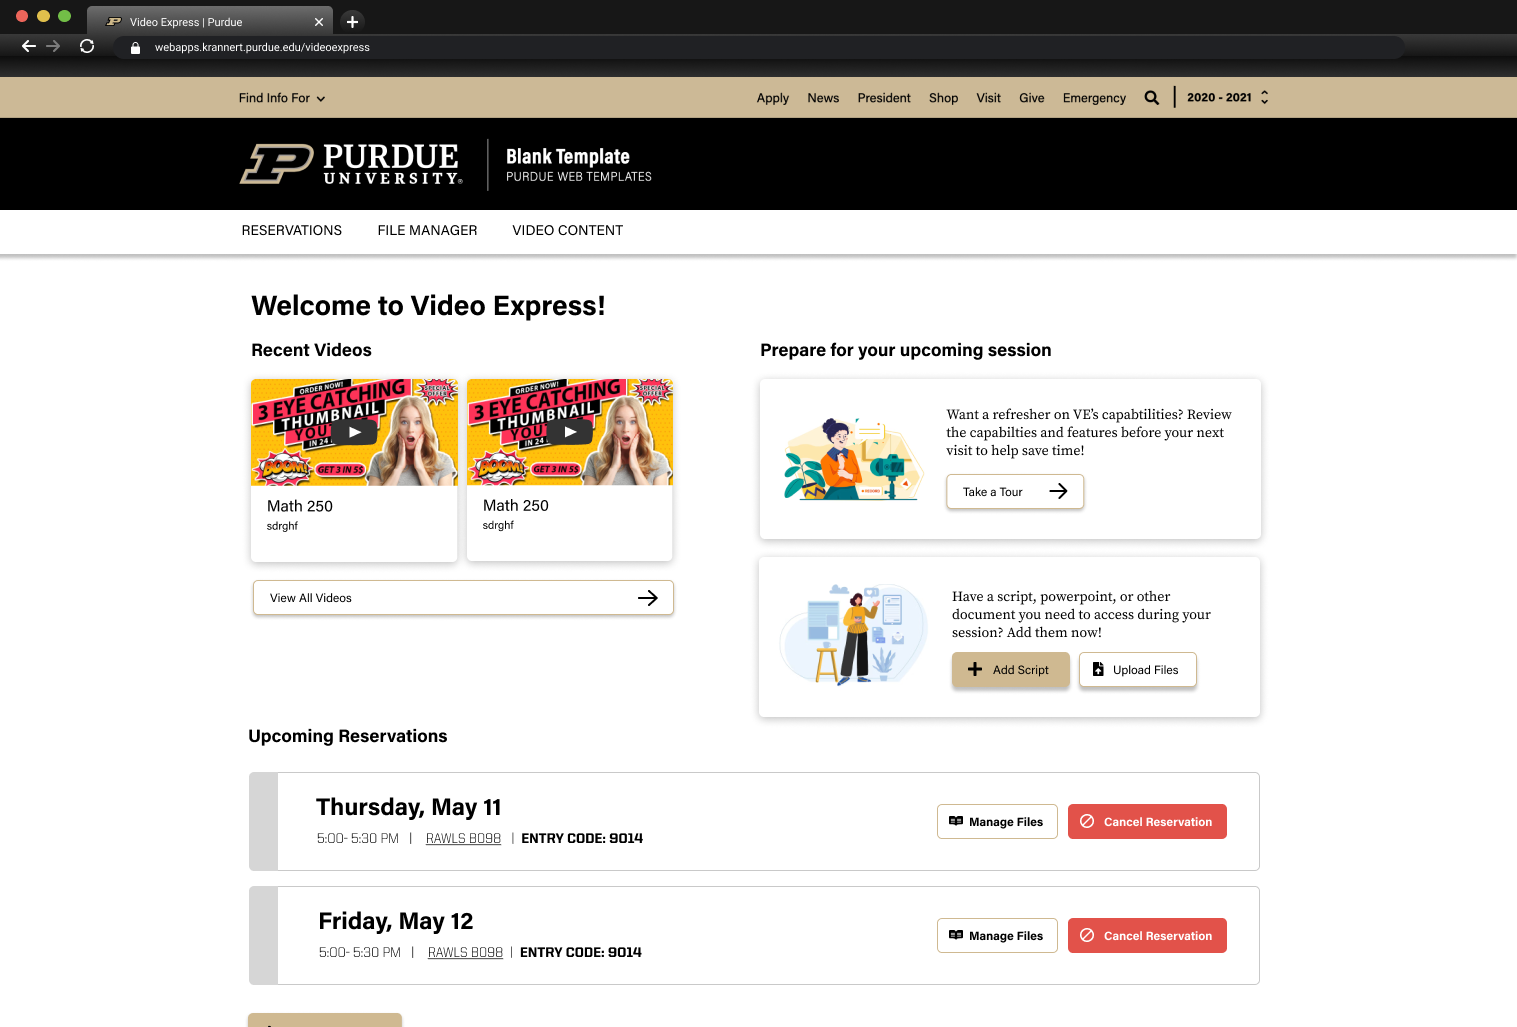 Video Express | Purdue
webapps.krannert.purdue.edu/videoexpress
Find Info For
Apply News President Shop Visit Give Emergency 2020 - 2021
PURDUE
UNIVERSITY®
Blank Template
PURDUE WEB TEMPLATES
RESERVATIONS FILE MANAGER VIDEO CONTENT
Welcome to Video Express!
Recent Videos
ORDER NOW!
SPECIAL OFFER
3 EYE CATCHING
THUMBNAIL
YOU
IN 24
BOOM!
GET 3 IN 5$
Math 250
sdrghf
ORDER NOW!
SPECIAL OFFER
3 EYE CATCHING
THUMBNAIL
YOU
IN 24
BOOM!
GET 3 IN 5$
Math 250
sdrghf
View All Videos
Prepare for your upcoming session
Want a refresher on VE's capabtilities? Review
the capabilties and features before your next
visit to help save time!
Take a Tour
Have a script, powerpoint, or other
document you need to access during your
session? Add them now!
Add Script
Upload Files
Upcoming Reservations
Thursday, May 11
5:00- 5:30 PM | RAWLS B098 | ENTRY CODE: 9014
Manage Files
Cancel Reservation
Friday, May 12
5:00- 5:30 PM | RAWLS B098 | ENTRY CODE: 9014
Manage Files
Cancel Reservation